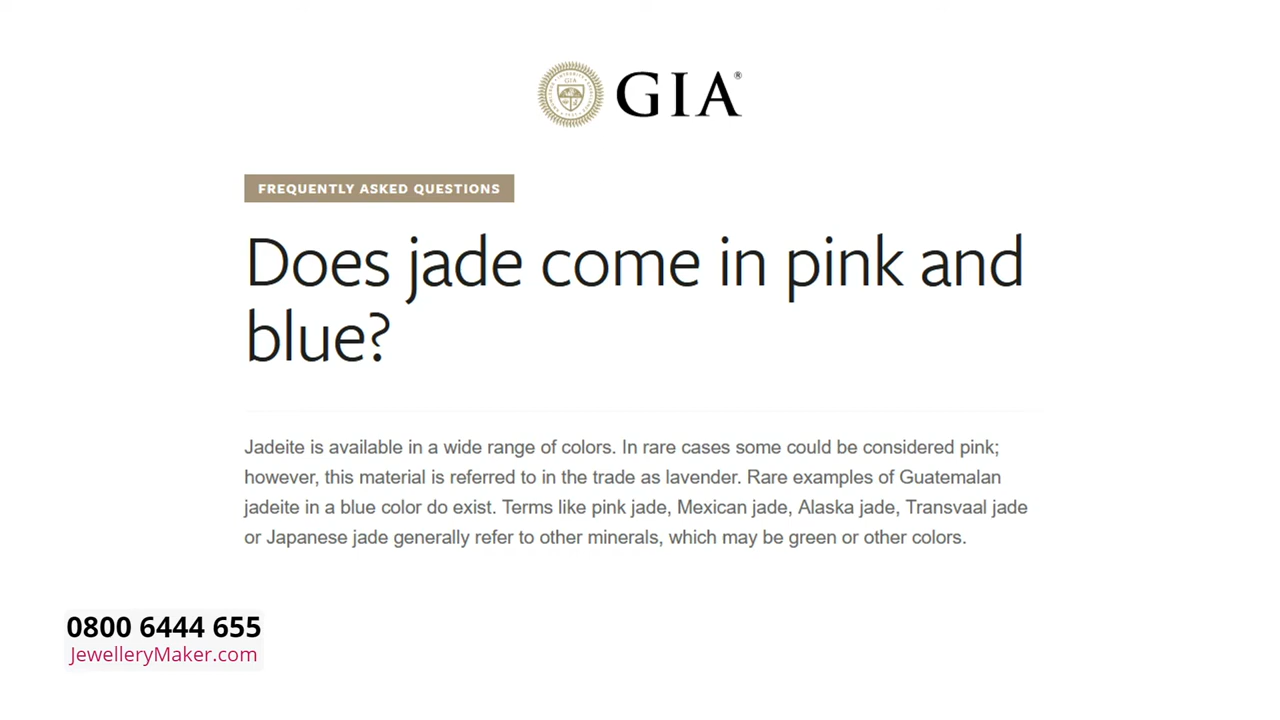 GIA®
FREQUENTLY ASKED QUESTIONS
Does jade come in pink and
blue?
Jadeite is available in a wide range of colors. In rare cases some could be considered pink;
however, this material is referred to in the trade as lavender. Rare examples of Guatemalan
jadeite in a blue color do exist. Terms like pink jade, Mexican jade, Alaska jade, Transvaal jade
or Japanese jade generally refer to other minerals, which may be green or other colors.
0800 6444 655
JewelleryMaker.com